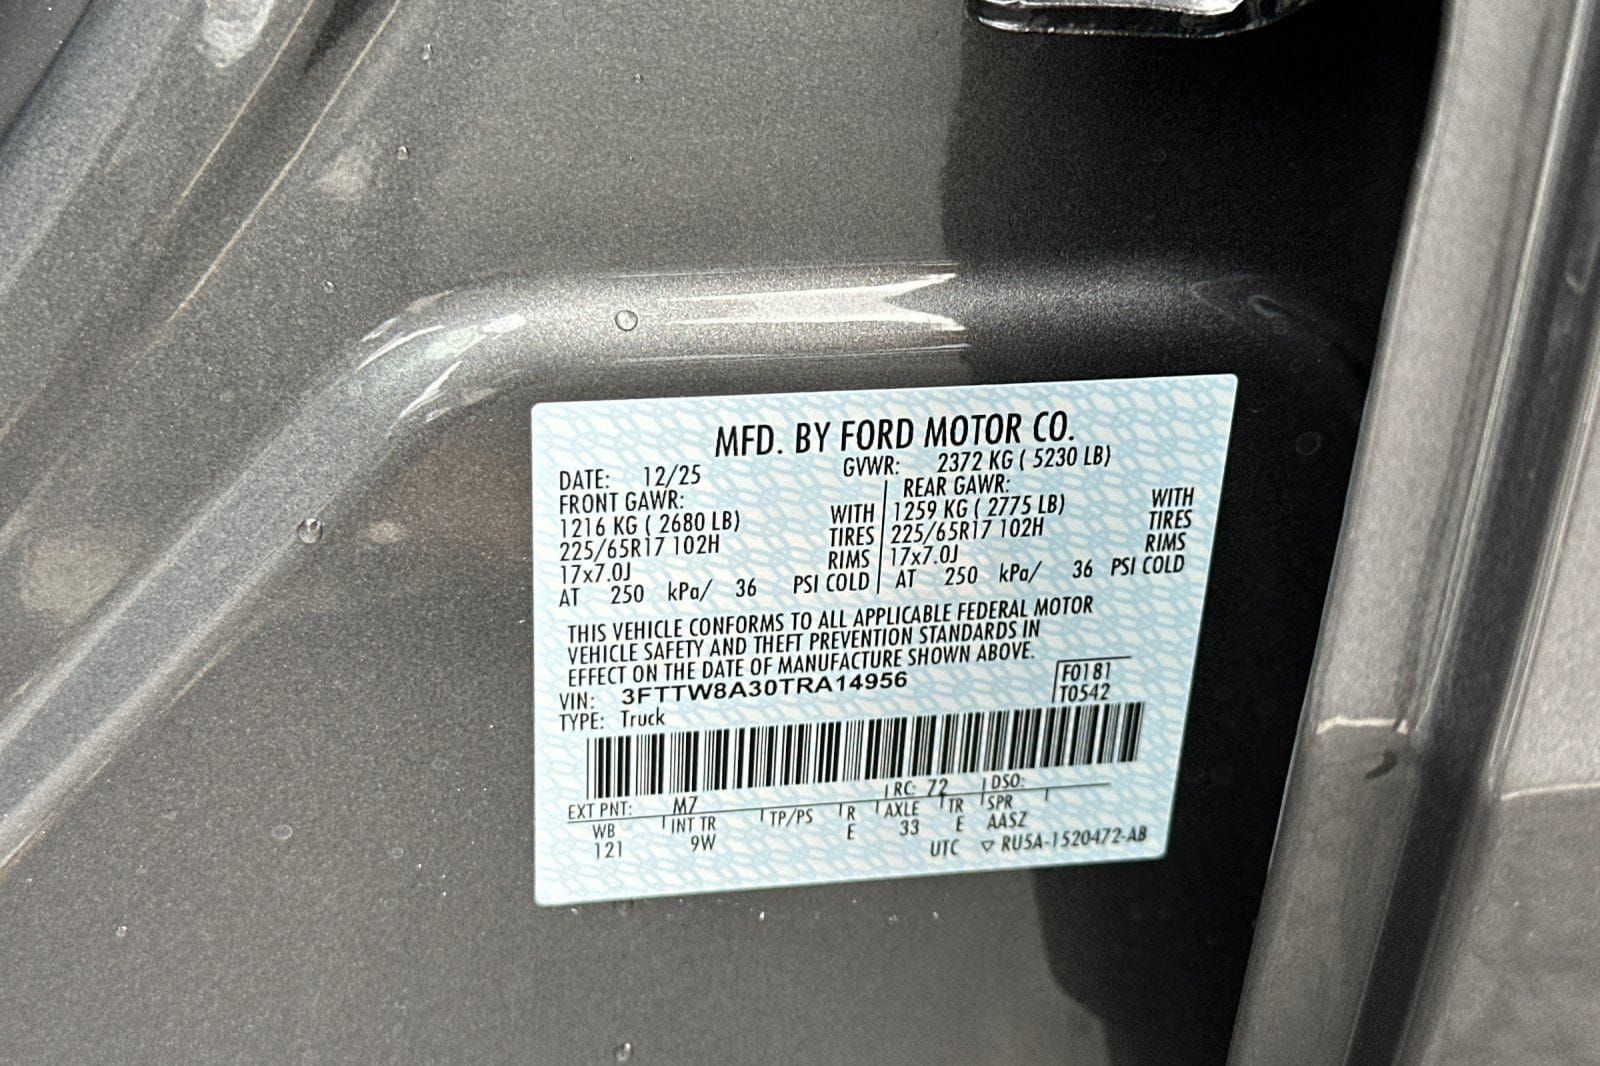 MFD. BY FORD MOTOR CO.
DATE: 12/25 GVWR: 2372 KG ( 5230 LB)
FRONT GAWR: REAR GAWR:
1216 KG ( 2680 LB) WITH 1259 KG ( 2775 LB) WITH
225/65R17 102H TIRES 225/65R17 102H TIRES
17x7.0J RIMS 17x7.0J RIMS
AT 250 kPa/ 36 PSI COLD AT 250 kPa/ 36 PSI COLD
THIS VEHICLE CONFORMS TO ALL APPLICABLE FEDERAL MOTOR
VEHICLE SAFETY AND THEFT PREVENTION STANDARDS IN
EFFECT ON THE DATE OF MANUFACTURE SHOWN ABOVE.
VIN: 3FTTW8A30TRA14956 F0181
TYPE: Truck T0542
EXT PNT: M7 RC: 72 DSO:
WB INT TR TP/PS R AXLE TR SPR
121 9W E 33 E AASZ
UTC ▽ RU5A-1520472-AB